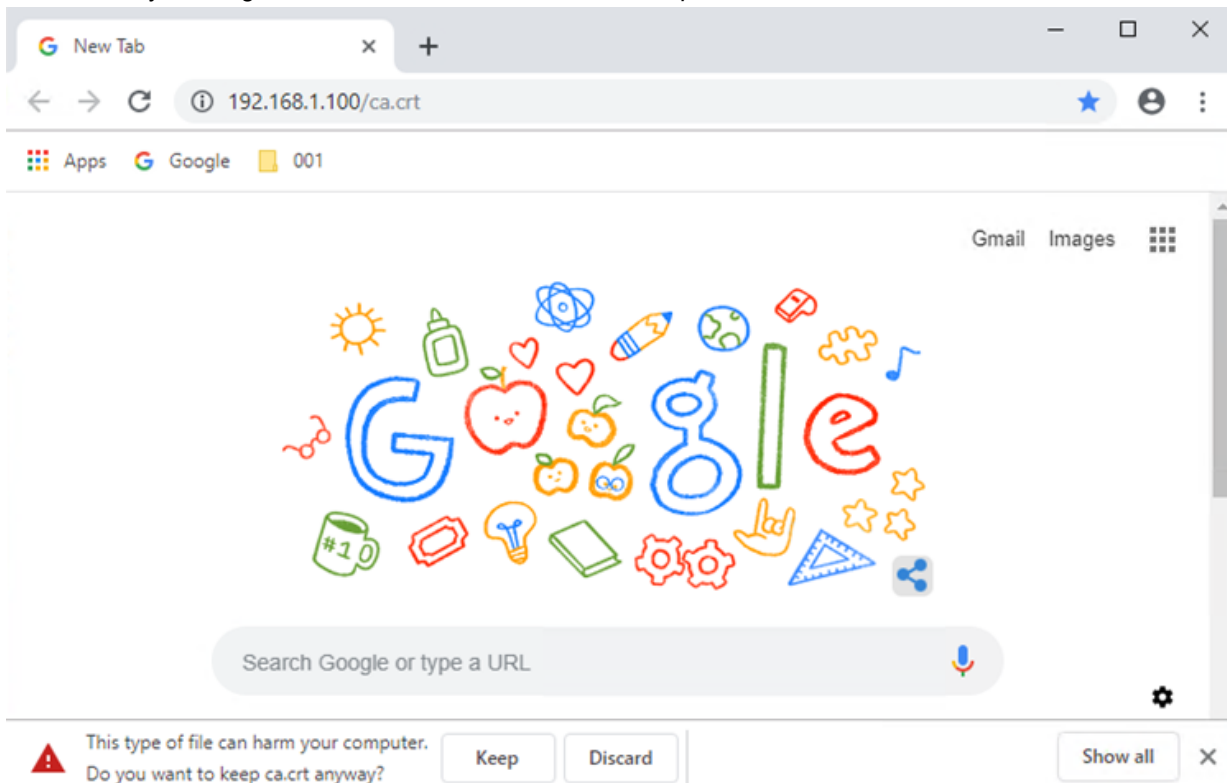 New Tab
192.168.1.100/ca.crt
Apps Google 001
Gmail Images
Google
#1
Search Google or type a URL
This type of file can harm your computer.
Do you want to keep ca.crt anyway?
Keep Discard Show all